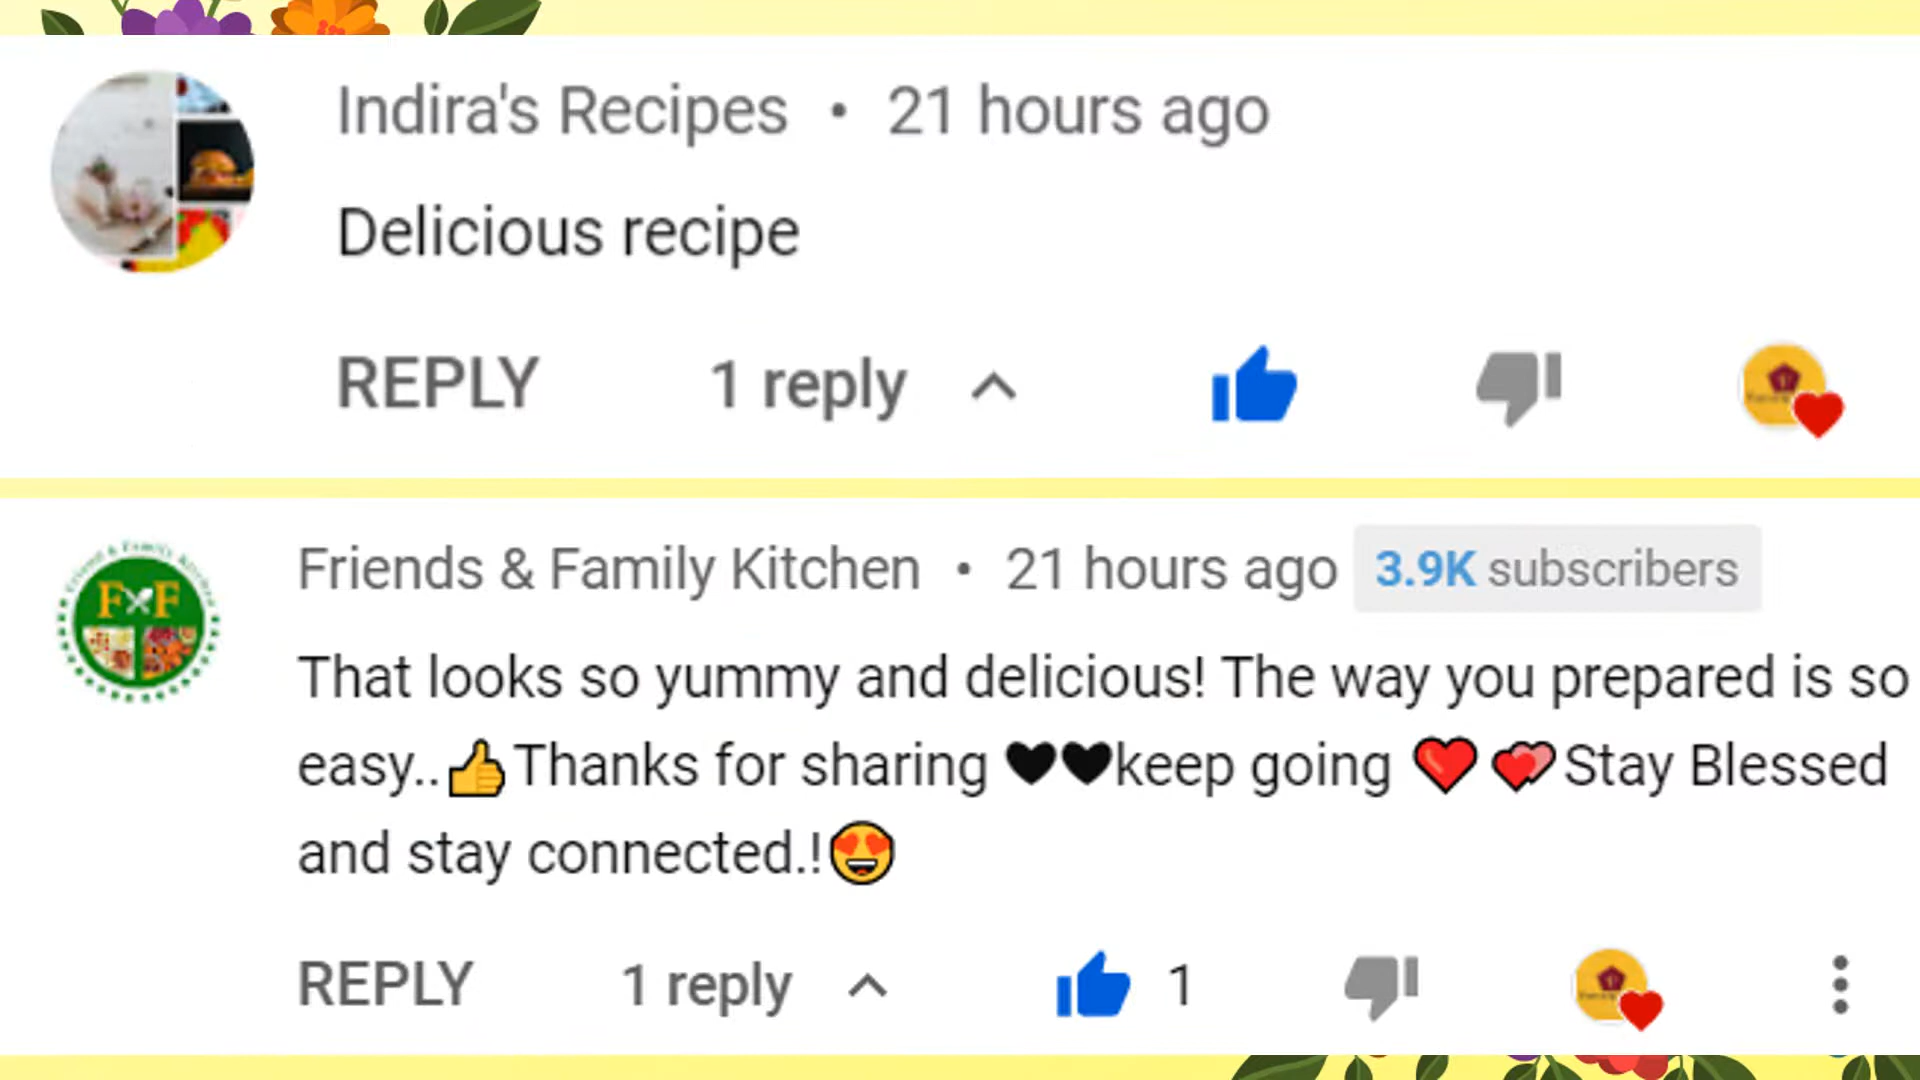 Indira's Recipes • 21 hours ago
Delicious recipe
REPLY 1 reply
Friends & Family Kitchen • 21 hours ago 3.9K subscribers
F F
That looks so yummy and delicious! The way you prepared is so
easy..👍Thanks for sharing 🖤🖤keep going ❤️ 💕Stay Blessed
and stay connected.!😍
REPLY 1 reply 1